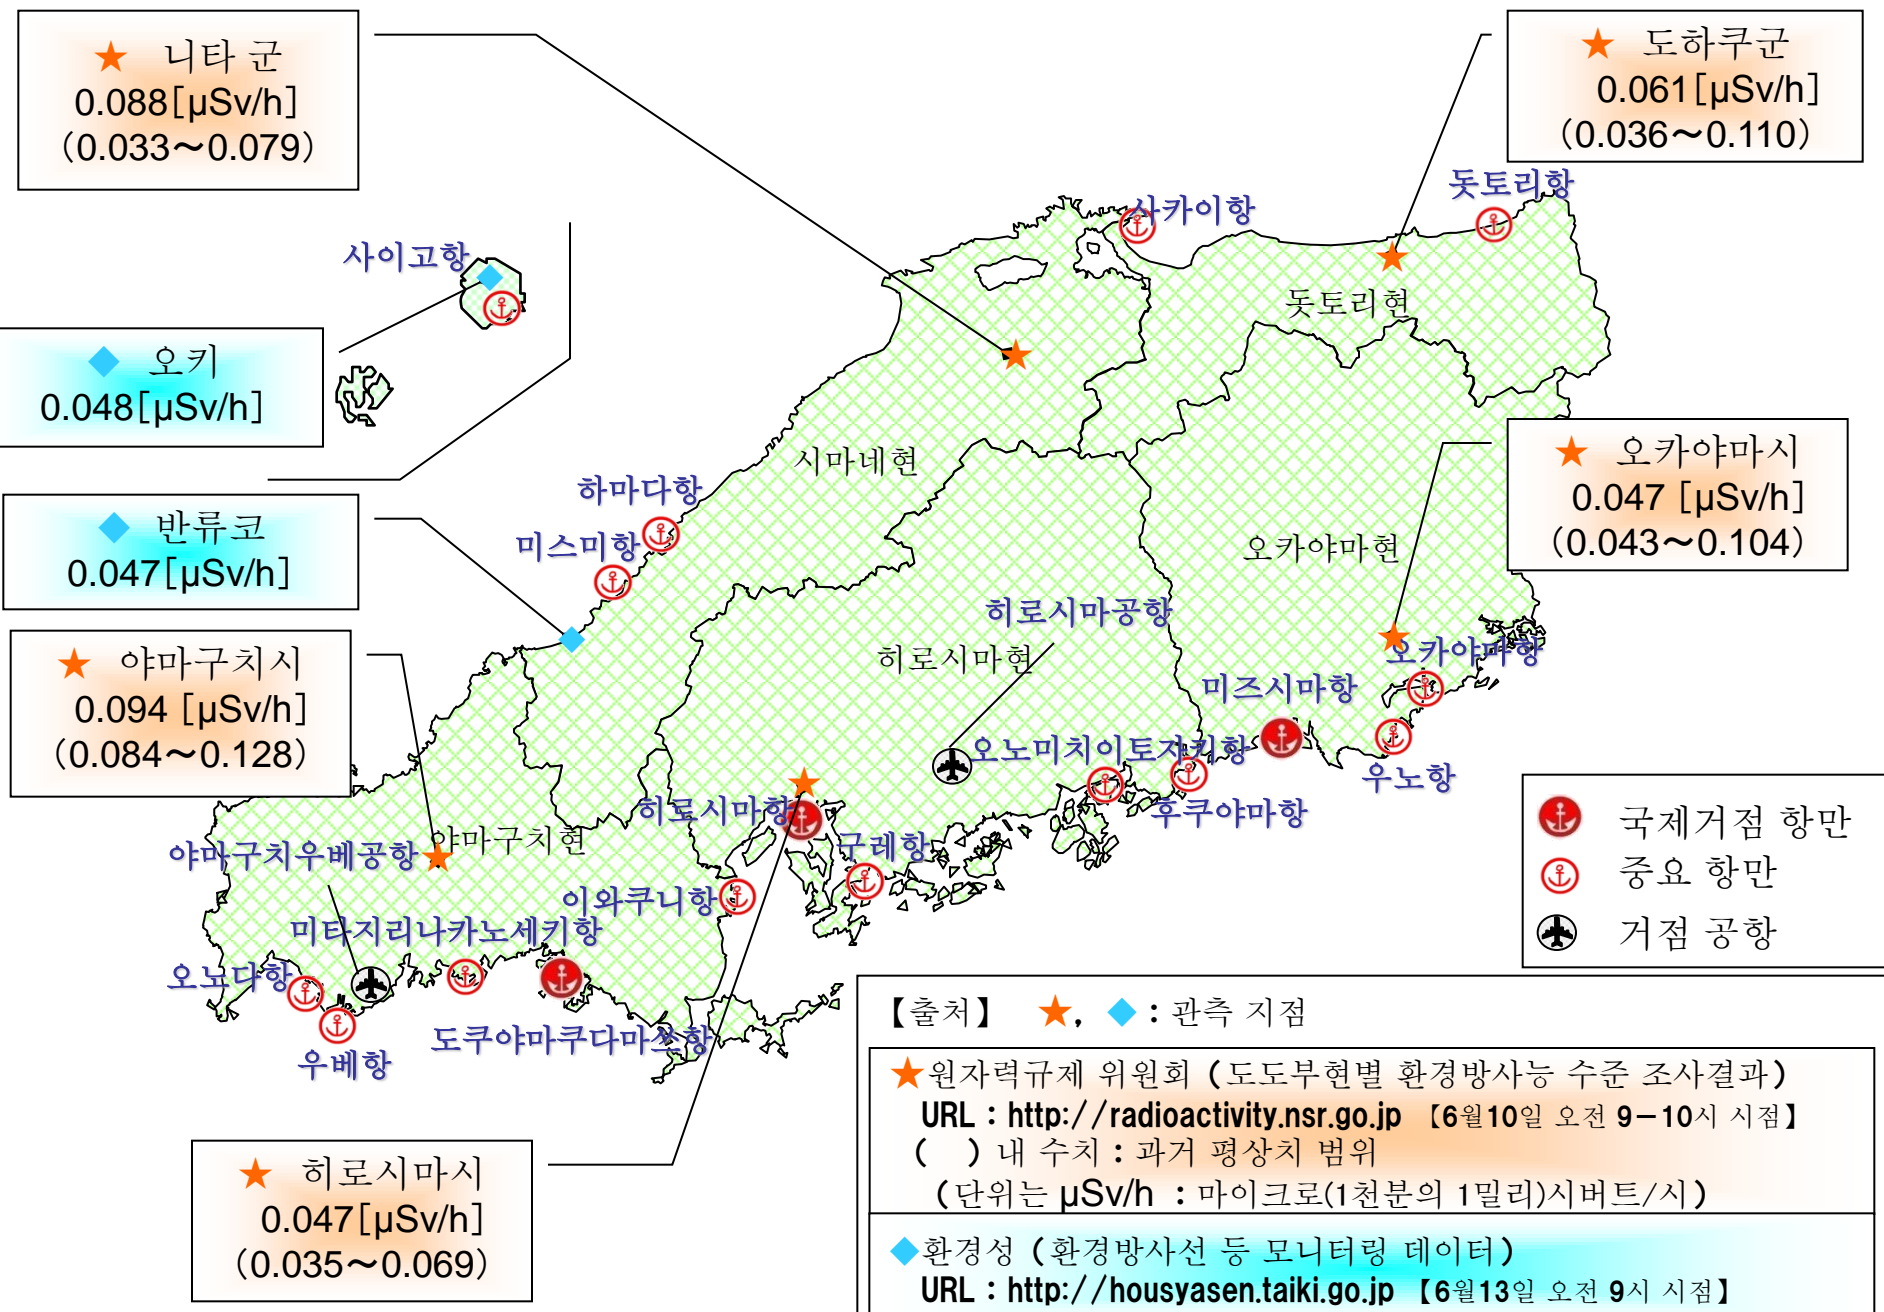 ★ 니타 군
0.088[μSv/h]
(0.033～0.079)
★ 도하쿠군
0.061[μSv/h]
(0.036～0.110)
돗토리항
사카이항
사이고항
돗토리현
◆ 오키
0.048[μSv/h]
★ 오카야마시
0.047 [μSv/h]
(0.043～0.104)
시마네현
하마다항
미스미항
◆ 반류코
0.047[μSv/h]
오카야마현
히로시마공항
히로시마현
오카야마항
미즈시마항
★ 야마구치시
0.094 [μSv/h]
(0.084～0.128)
오노미치이토자키항
우노항
후쿠야마항
히로시마항
구레항
야마구치현
야마구치우베공항
이와쿠니항
미타지리나카노세키항
오노다항
우베항
도쿠야마쿠다마쓰항
국제거점 항만
중요 항만
거점 공항
★ 히로시마시
0.047[μSv/h]
(0.035～0.069)
【출처】 ★, ◆ : 관측 지점
★원자력규제 위원회 (도도부현별 환경방사능 수준 조사결과)
URL : http://radioactivity.nsr.go.jp 【6월10일 오전 9－10시 시점】
( ) 내 수치 : 과거 평상치 범위
(단위는 μSv/h : 마이크로(1천분의 1밀리)시버트/시)
◆환경성 (환경방사선 등 모니터링 데이터)
URL : http://housyasen.taiki.go.jp 【6월13일 오전 9시 시점】